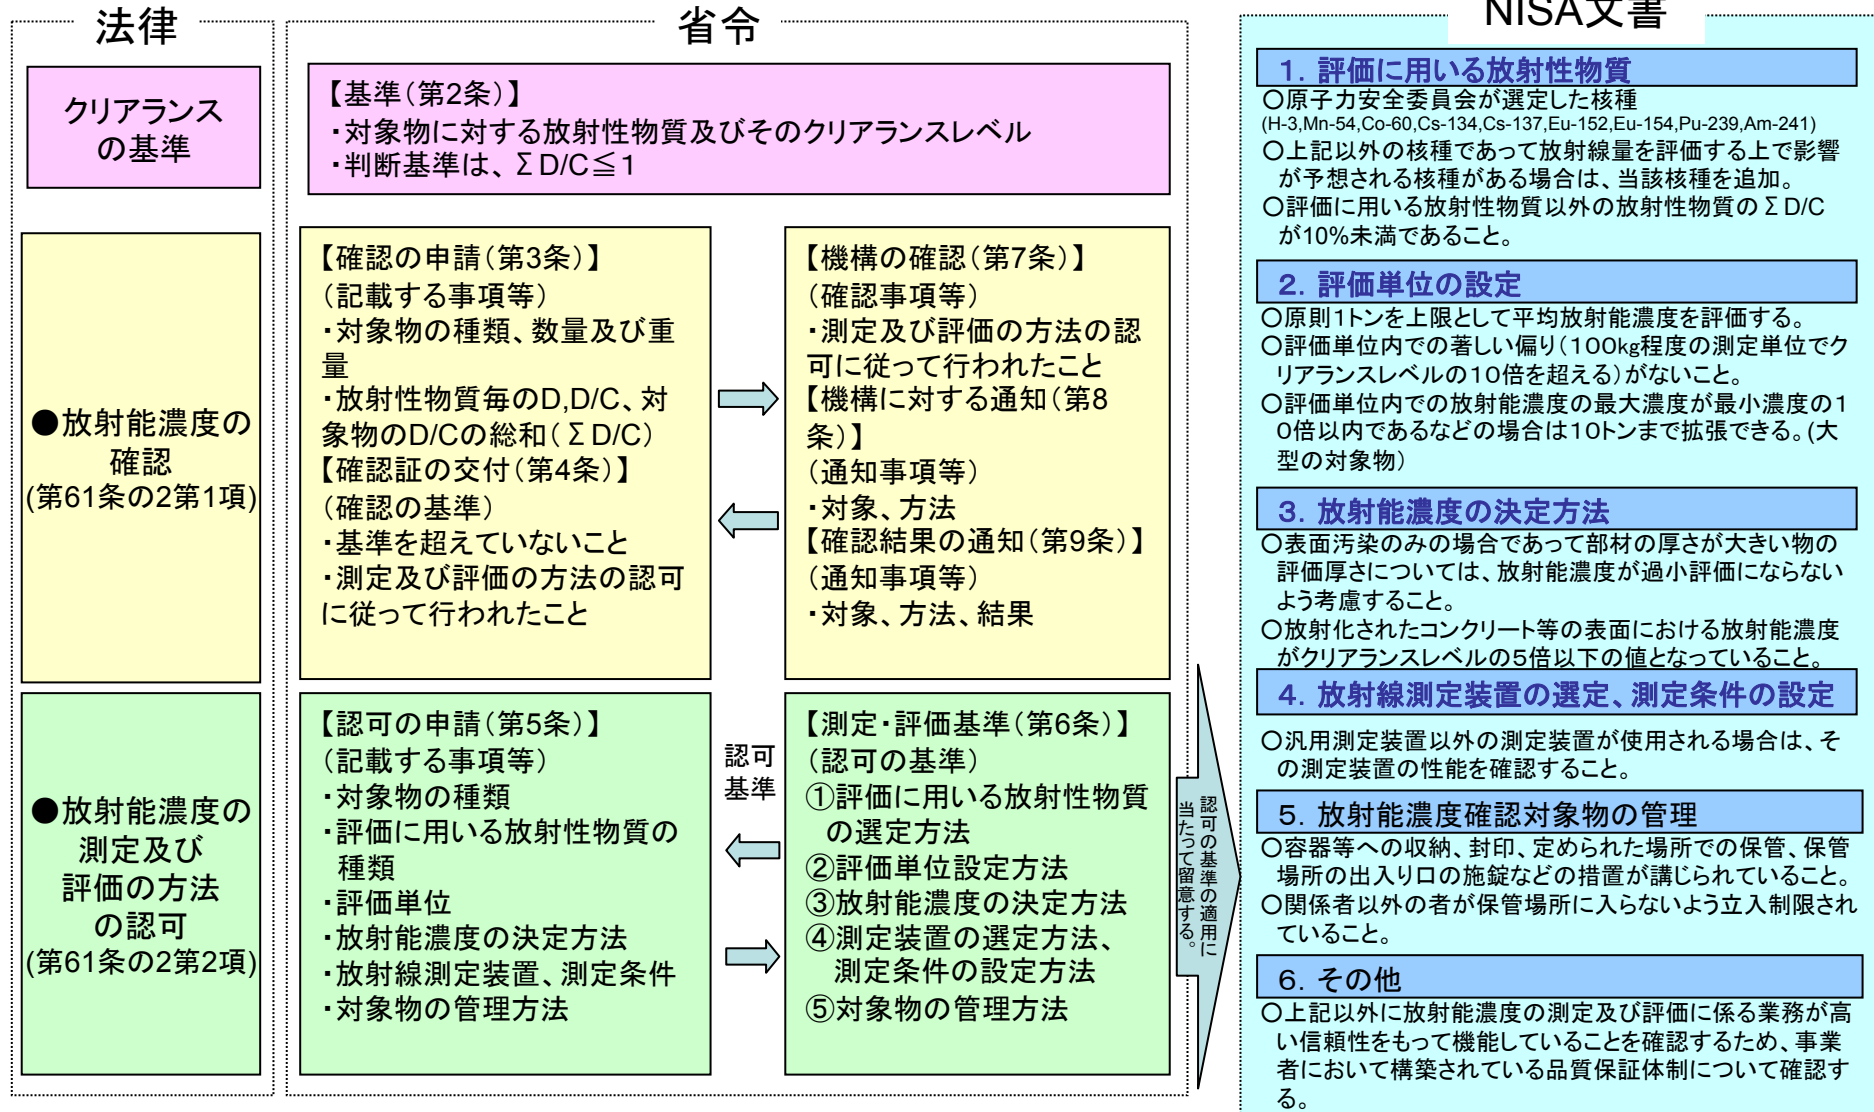 法律
クリアランス
の基準
●放射能濃度の
確認
(第61条の2第1項)
●放射能濃度の
測定及び
評価の方法
の認可
(第61条の2第2項)
省令
【基準(第2条)】
・対象物に対する放射性物質及びそのクリアランスレベル
・判断基準は、ΣD/C≦1
【確認の申請(第3条)】
(記載する事項等)
・対象物の種類、数量及び重
量
・放射性物質毎のD,D/C、対
象物のD/Cの総和(ΣD/C)
【確認証の交付(第4条)】
(確認の基準)
・基準を超えていないこと
・測定及び評価の方法の認可
に従って行われたこと
【機構の確認(第7条)】
(確認事項等)
・測定及び評価の方法の認
可に従って行われたこと
【機構に対する通知(第8
条)】
(通知事項等)
・対象、方法
【確認結果の通知(第9条)】
(通知事項等)
・対象、方法、結果
【認可の申請(第5条)】
(記載する事項等)
・対象物の種類
・評価に用いる放射性物質の
種類
・評価単位
・放射能濃度の決定方法
・放射線測定装置、測定条件
・対象物の管理方法
認可
基準
【測定・評価基準(第6条)】
(認可の基準)
①評価に用いる放射性物質
の選定方法
②評価単位設定方法
③放射能濃度の決定方法
④測定装置の選定方法、
測定条件の設定方法
⑤対象物の管理方法
認可の基準の適用に
当たって留意する。
NISA文書
1. 評価に用いる放射性物質
○原子力安全委員会が選定した核種
(H-3,Mn-54,Co-60,Cs-134,Cs-137,Eu-152,Eu-154,Pu-239,Am-241)
○上記以外の核種であって放射線量を評価する上で影響
が予想される核種がある場合は、当該核種を追加。
○評価に用いる放射性物質以外の放射性物質のΣD/C
が10%未満であること。
2. 評価単位の設定
○原則1トンを上限として平均放射能濃度を評価する。
○評価単位内での著しい偏り(100kg程度の測定単位でク
リアランスレベルの10倍を超える)がないこと。
○評価単位内での放射能濃度の最大濃度が最小濃度の1
0倍以内であるなどの場合は10トンまで拡張できる。(大
型の対象物)
3. 放射能濃度の決定方法
○表面汚染のみの場合であって部材の厚さが大きい物の
評価厚さについては、放射能濃度が過小評価にならない
よう考慮すること。
○放射化されたコンクリート等の表面における放射能濃度
がクリアランスレベルの5倍以下の値となっていること。
4. 放射線測定装置の選定、測定条件の設定
○汎用測定装置以外の測定装置が使用される場合は、そ
の測定装置の性能を確認すること。
5. 放射能濃度確認対象物の管理
○容器等への収納、封印、定められた場所での保管、保管
場所の出入り口の施錠などの措置が講じられていること。
○関係者以外の者が保管場所に入らないよう立入制限され
ていること。
6. その他
○上記以外に放射能濃度の測定及び評価に係る業務が高
い信頼性をもって機能していることを確認するため、事業
者において構築されている品質保証体制について確認す
る。